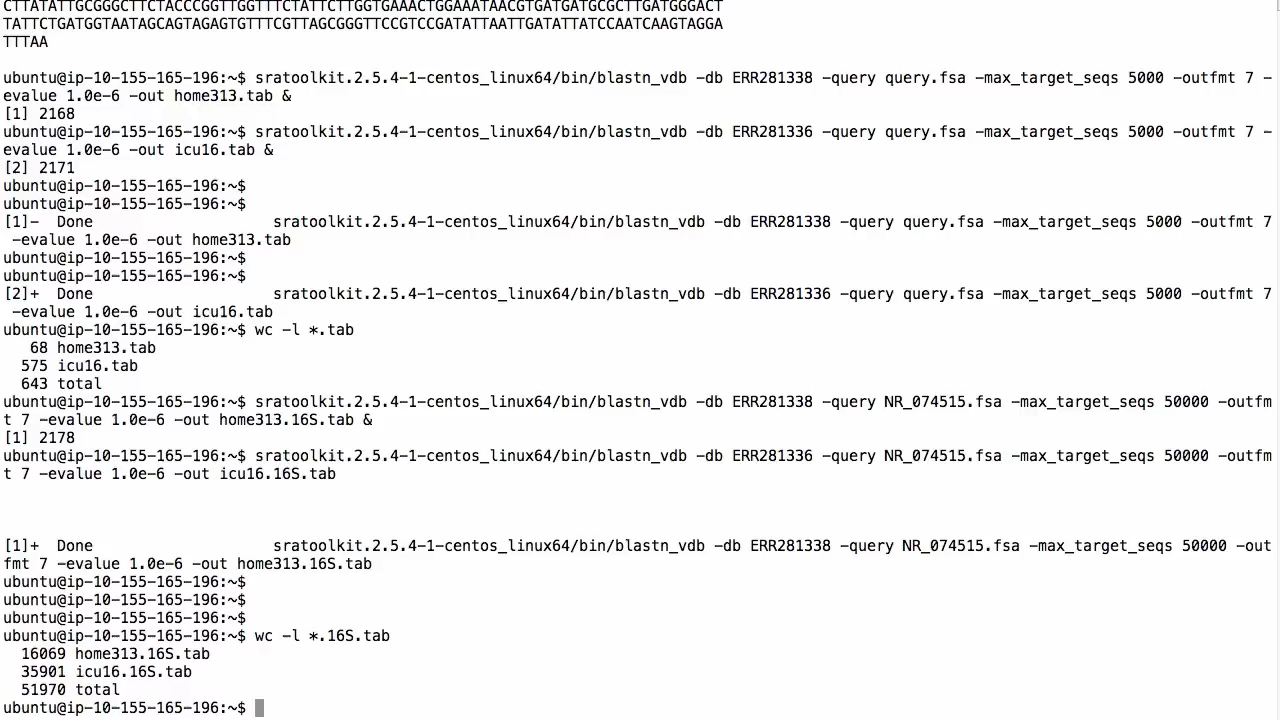 CTTATATTGCGGGCTTCTACCCGGTTGGTTTCTATTCTTGGTGAAACTGGAAATAACGTGATGATGCGCTTGATGGGACT
TATTCTGATGGTAATAGCAGTAGAGTGTTTCGTTAGCGGGTTCCGTCCGATATTAATTGATATTATCCAATCAAGTAGGA
TTTAA
ubuntu@ip-10-155-165-196:~$ sratoolkit.2.5.4-1-centos_linux64/bin/blastn_vdb -db ERR281338 -query query.fsa -max_target_seqs 5000 -outfmt 7 -
evalue 1.0e-6 -out home313.tab &
[1] 2168
ubuntu@ip-10-155-165-196:~$ sratoolkit.2.5.4-1-centos_linux64/bin/blastn_vdb -db ERR281336 -query query.fsa -max_target_seqs 5000 -outfmt 7 -
evalue 1.0e-6 -out icu16.tab &
[2] 2171
ubuntu@ip-10-155-165-196:~$
ubuntu@ip-10-155-165-196:~$
[1]-  Done                    sratoolkit.2.5.4-1-centos_linux64/bin/blastn_vdb -db ERR281338 -query query.fsa -max_target_seqs 5000 -outfmt 7
 -evalue 1.0e-6 -out home313.tab
ubuntu@ip-10-155-165-196:~$
ubuntu@ip-10-155-165-196:~$
[2]+  Done                    sratoolkit.2.5.4-1-centos_linux64/bin/blastn_vdb -db ERR281336 -query query.fsa -max_target_seqs 5000 -outfmt 7
 -evalue 1.0e-6 -out icu16.tab
ubuntu@ip-10-155-165-196:~$ wc -l *.tab
   68 home313.tab
  575 icu16.tab
  643 total
ubuntu@ip-10-155-165-196:~$ sratoolkit.2.5.4-1-centos_linux64/bin/blastn_vdb -db ERR281338 -query NR_074515.fsa -max_target_seqs 50000 -outfm
t 7 -evalue 1.0e-6 -out home313.16S.tab &
[1] 2178
ubuntu@ip-10-155-165-196:~$ sratoolkit.2.5.4-1-centos_linux64/bin/blastn_vdb -db ERR281336 -query NR_074515.fsa -max_target_seqs 50000 -outfm
t 7 -evalue 1.0e-6 -out icu16.16S.tab
[1]+  Done                    sratoolkit.2.5.4-1-centos_linux64/bin/blastn_vdb -db ERR281338 -query NR_074515.fsa -max_target_seqs 50000 -out
fmt 7 -evalue 1.0e-6 -out home313.16S.tab
ubuntu@ip-10-155-165-196:~$
ubuntu@ip-10-155-165-196:~$
ubuntu@ip-10-155-165-196:~$
ubuntu@ip-10-155-165-196:~$ wc -l *.16S.tab
  16069 home313.16S.tab
  35901 icu16.16S.tab
  51970 total
ubuntu@ip-10-155-165-196:~$